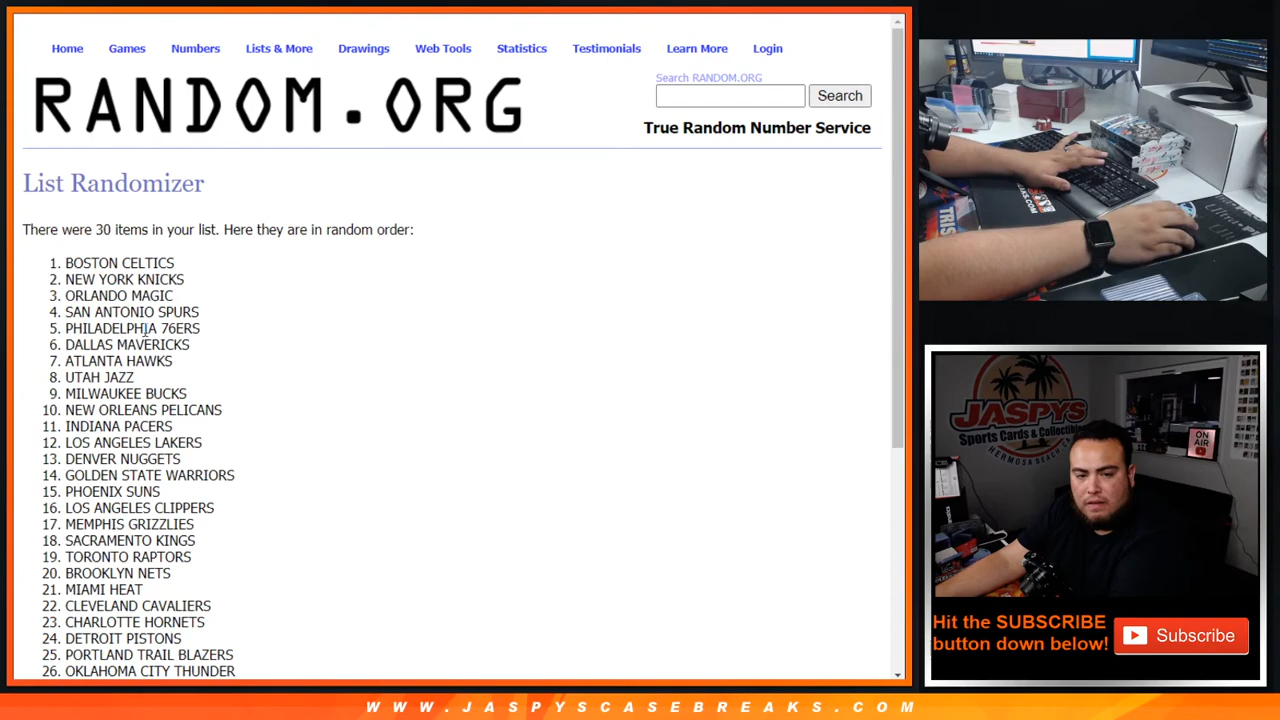 Home Games Numbers Lists & More Drawings Web Tools Statistics Testimonials Learn More Login
RANDOM.ORG
Search RANDOM.ORG
Search
True Random Number Service
List Randomizer
There were 30 items in your list. Here they are in random order:
1. BOSTON CELTICS
2. NEW YORK KNICKS
3. ORLANDO MAGIC
4. SAN ANTONIO SPURS
5. PHILADELPHIA 76ERS
6. DALLAS MAVERICKS
7. ATLANTA HAWKS
8. UTAH JAZZ
9. MILWAUKEE BUCKS
10. NEW ORLEANS PELICANS
11. INDIANA PACERS
12. LOS ANGELES LAKERS
13. DENVER NUGGETS
14. GOLDEN STATE WARRIORS
15. PHOENIX SUNS
16. LOS ANGELES CLIPPERS
17. MEMPHIS GRIZZLIES
18. SACRAMENTO KINGS
19. TORONTO RAPTORS
20. BROOKLYN NETS
21. MIAMI HEAT
22. CLEVELAND CAVALIERS
23. CHARLOTTE HORNETS
24. DETROIT PISTONS
25. PORTLAND TRAIL BLAZERS
26. OKLAHOMA CITY THUNDER
JASPYS
Sports Cards & Collectibles
HERMOSA BEACH
ON AIR
Hit the SUBSCRIBE
button down below!
Subscribe
WWW.JASPYSCASEBREAKS.COM